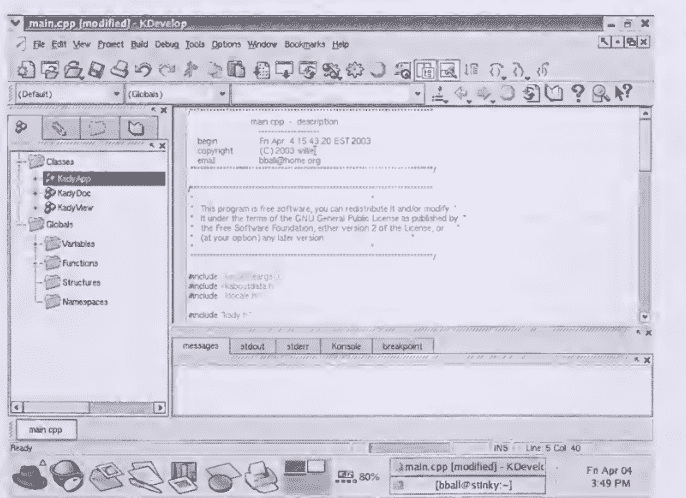 main.cpp [modified] - KDevelop
File Edit View Project Build Debug Tools Options Window Bookmarks Help
(Default) (Globals)
Classes
KadyApp
KadyDoc
KadyView
Globals
Variables
Functions
Structures
Namespaces
main.cpp - description
begin Fri Apr 4 15:43:20 EST 2003
copyright (C) 2003 willie
email bball@home.org
* This program is free software, you can redistribute it and/or modify *
* it under the terms of the GNU General Public License as published by *
* the Free Software Foundation, either version 2 of the License, or *
* (at your option) any later version *
#include
#include <kaboutdata.h>
#include <klocale.h>
#include "kady.h"
messages stdout stderr Konsole breakpoint
main.cpp
Ready INS Line: 5 Col: 40
80%
main.cpp [modified] - KDevelc
[bball@stinky:~]
Fri Apr 04
3:49 PM